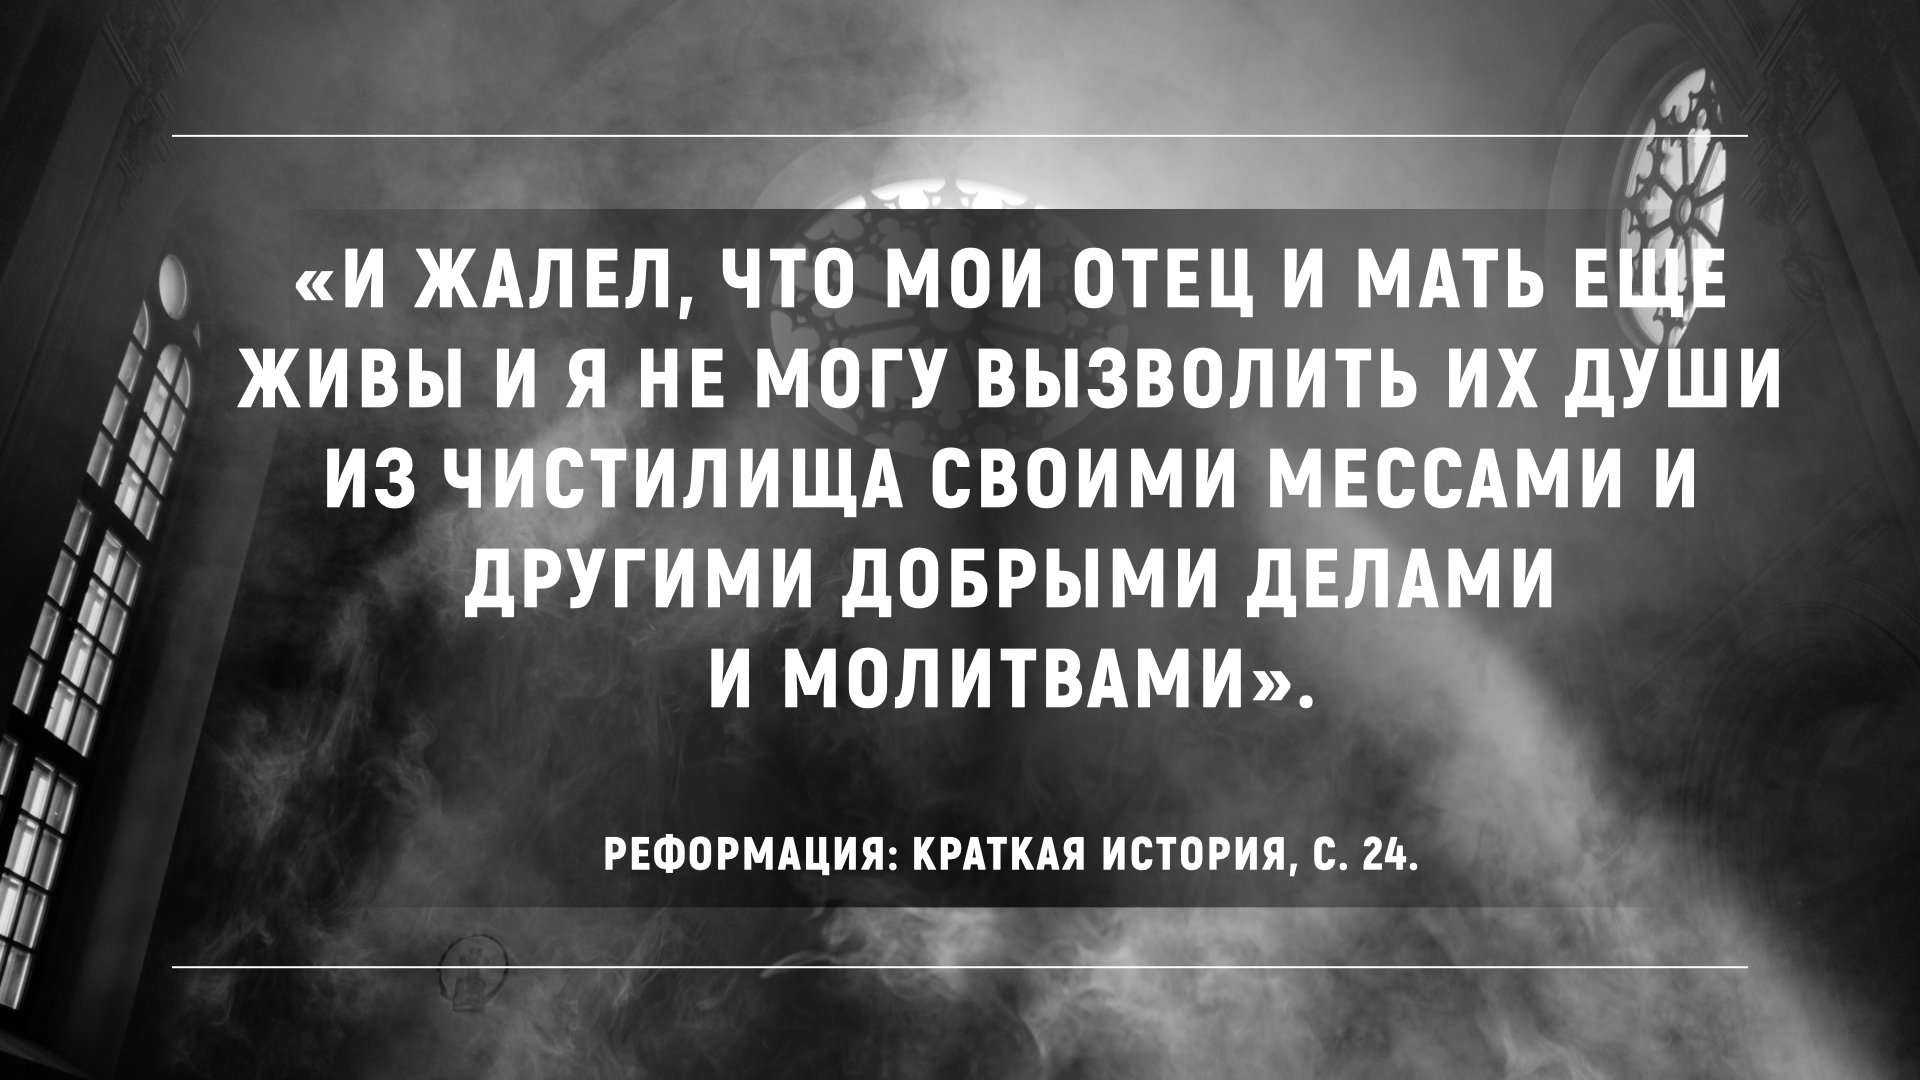 «И ЖАЛЕЛ, ЧТО МОИ ОТЕЦ И МАТЬ ЕЩЕ
ЖИВЫ И Я НЕ МОГУ ВЫЗВОЛИТЬ ИХ ДУШИ
ИЗ ЧИСТИЛИЩА СВОИМИ МЕССАМИ И
ДРУГИМИ ДОБРЫМИ ДЕЛАМИ
И МОЛИТВАМИ».
РЕФОРМАЦИЯ: КРАТКАЯ ИСТОРИЯ, С. 24.